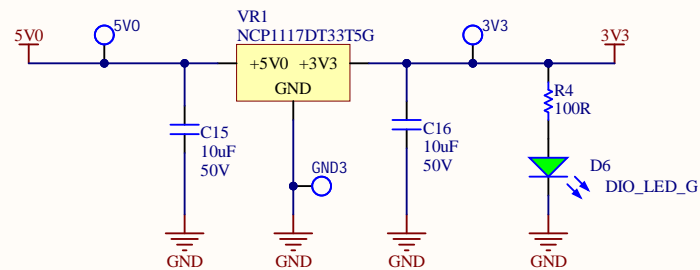 5V0
5V0
VR1
NCP1117DT33T5G
3V3
3V3
+5V0 +3V3
GND
R4
100R
C15
10uF
50V
C16
10uF
50V
GND3
D6
DIO_LED_G
GND
GND
GND
GND